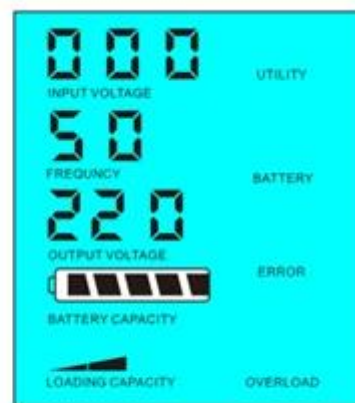 000
UTILITY
INPUT VOLTAGE
50
FREQUNCY
BATTERY
220
OUTPUT VOLTAGE
ERROR
BATTERY CAPACITY
LOADING CAPACITY
OVERLOAD